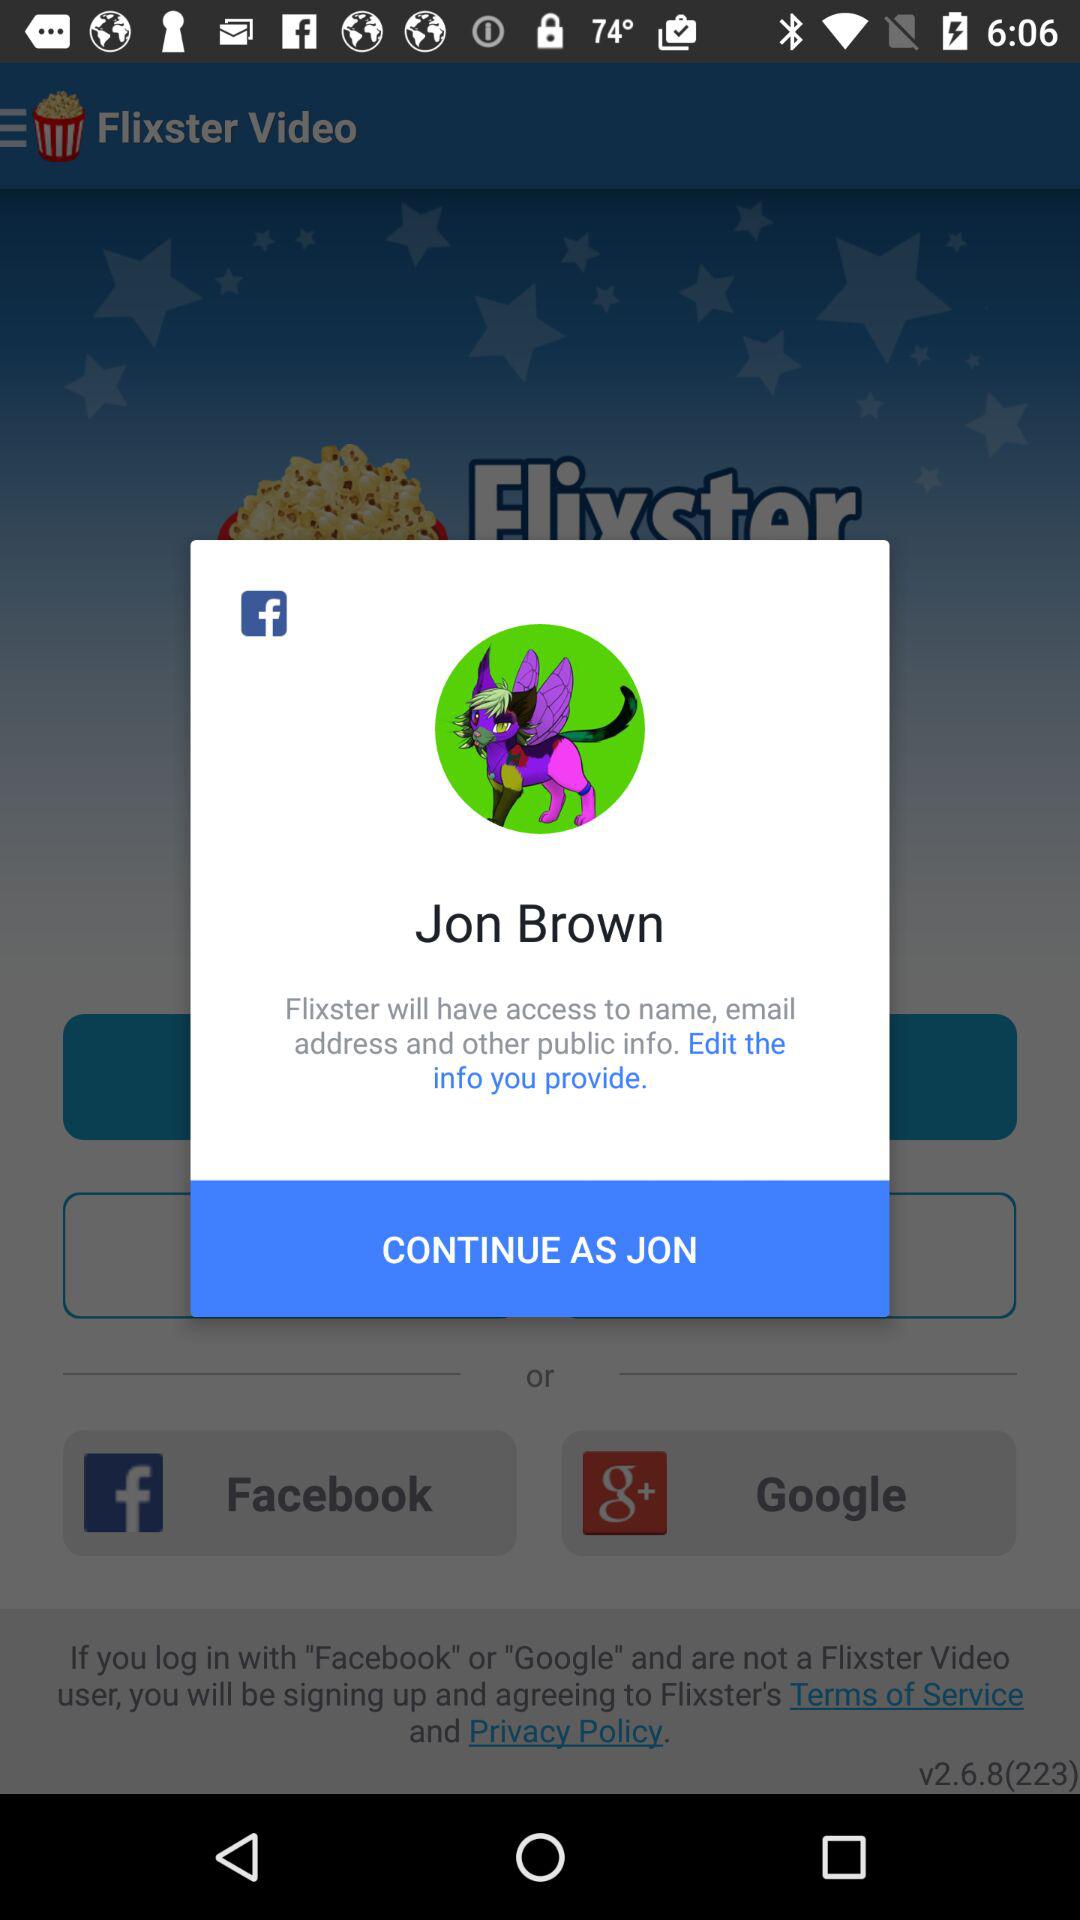 74° 6:06
Flixster Video
Flixster
Jon Brown
Flixster will have access to name, email
address and other public info. Edit the
info you provide.
CONTINUE AS JON
or
Facebook
g+ Google
If you log in with "Facebook" or "Google" and are not a Flixster Video
user, you will be signing up and agreeing to Flixster's Terms of Service
and Privacy Policy.
v2.6.8(223)